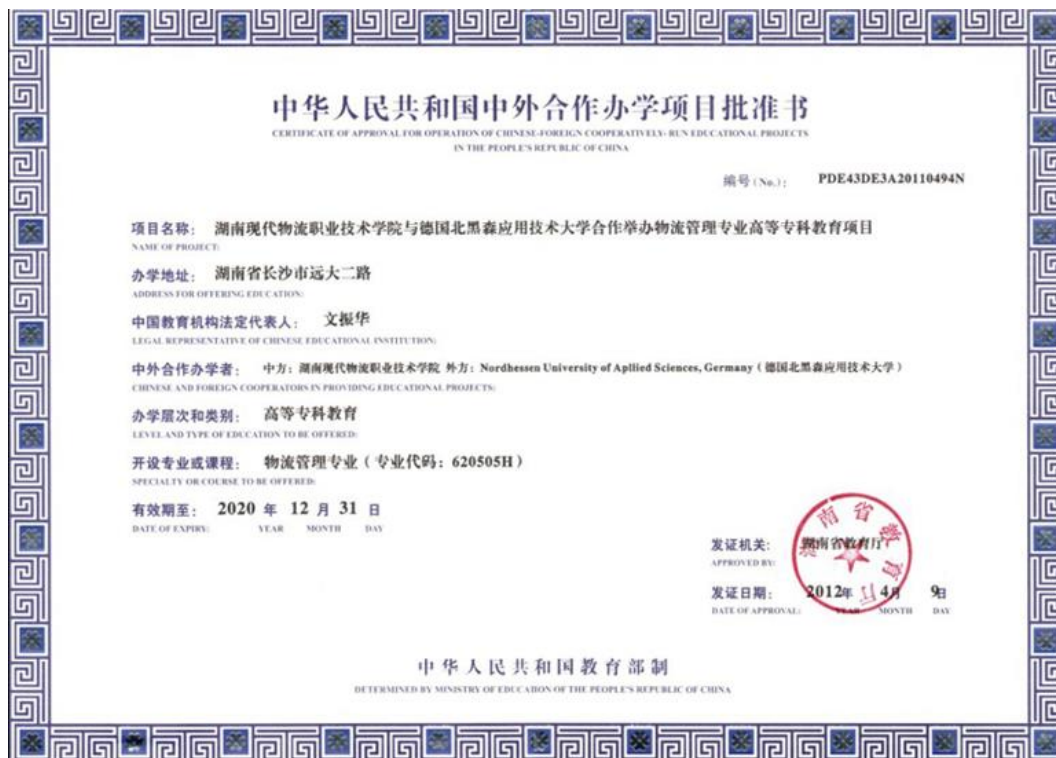 中华人民共和国中外合作办学项目批准书
CERTIFICATE OF APPROVAL FOR OPERATION OF CHINESE-FOREIGN COOPERATIVELY- RUN EDUCATIONAL PROJECTS
IN THE PEOPLE'S REPUBLIC OF CHINA
编号(No.): PDE43DE3A20110494N
项目名称: 湖南现代物流职业技术学院与德国北黑森应用技术大学合作举办物流管理专业高等专科教育项目
NAME OF PROJECT:
办学地址: 湖南省长沙市远大二路
ADDRESS FOR OFFERING EDUCATION:
中国教育机构法定代表人: 文振华
LEGAL REPRESENTATIVE OF CHINESE EDUCATIONAL INSTITUTION:
中外合作办学者: 中方:湖南现代物流职业技术学院 外方:Nordhessen University of Apllied Sciences, Germany(德国北黑森应用技术大学)
CHINESE AND FOREIGN COOPERATORS IN PROVIDING EDUCATIONAL PROJECTS:
办学层次和类别: 高等专科教育
LEVEL AND TYPE OF EDUCATION TO BE OFFERED:
开设专业或课程: 物流管理专业(专业代码:620505H)
SPECIALTY OR COURSE TO BE OFFERED:
有效期至: 2020 年 12 月 31 日
DATE OF EXPIRY: YEAR MONTH DAY
发证机关: 湖南省教育厅
APPROVED BY:
湖南省教育厅
发证日期: 2012年 4月 9日
DATE OF APPROVAL: YEAR MONTH DAY
中华人民共和国教育部制
DETERMINED BY MINISTRY OF EDUCATION OF THE PEOPLE'S REPUBLIC OF CHINA